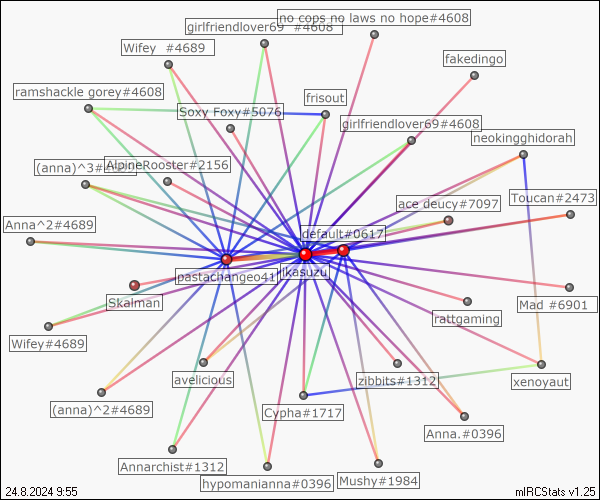 no cops no laws no hope#4608
girlfriendlover69 #4608
Wifey #4689
fakedingo
ramshackle gorey#4608
frisout
Soxy Foxy#5076
girlfriendlover69#4608
neokingghidorah
(anna)^3#
AlpineRooster#2156
ace deucy#7097
Toucan#2473
Anna^2#4689
default#0617
pastachange041
ikasuzu
Skalman
Mad #6901
rattgaming
Wifey#4689
avelicious
zibbits#1312
xenoyaut
(anna)^2#4689
Cypha#1717
Anna.#0396
Annarchist#1312
hypomanianna#0396
Mushy#1984
24.8.2024 9:55
mIRCStats v1.25